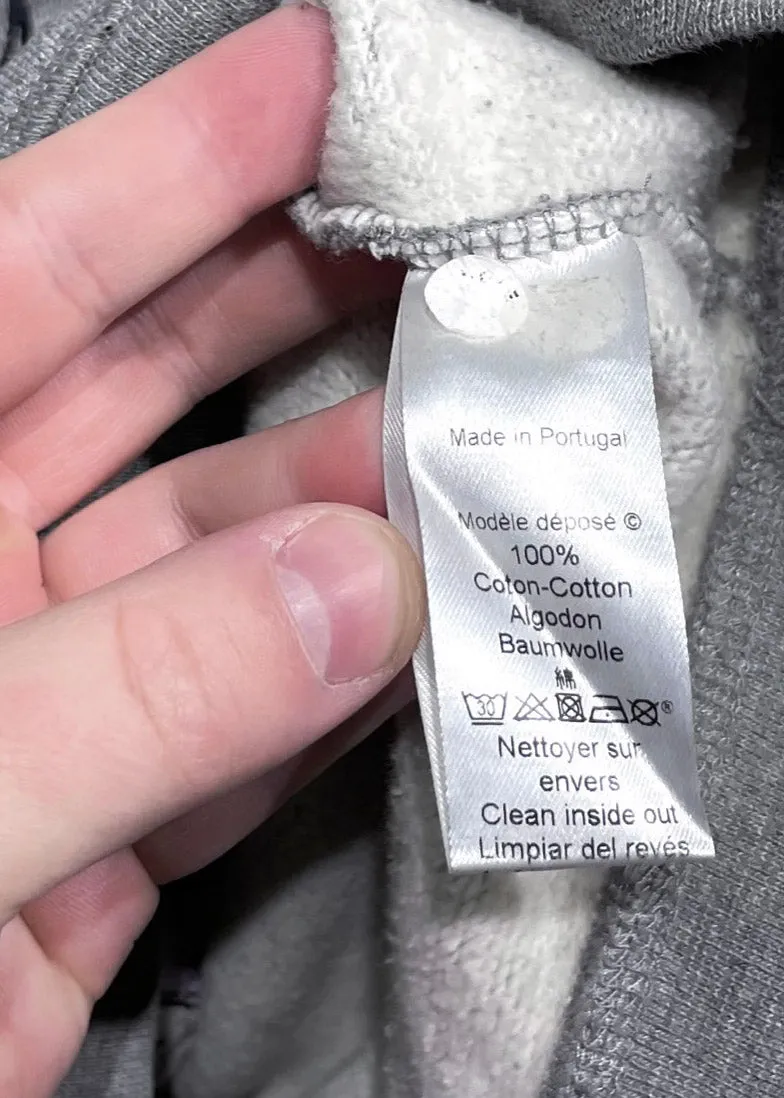 Made in Portugal
Modèle déposé ©
100%
Coton-Cotton
Algodon
Baumwolle
綿
30 ®
Nettoyer sur
envers
Clean inside out
Limpiar del revés